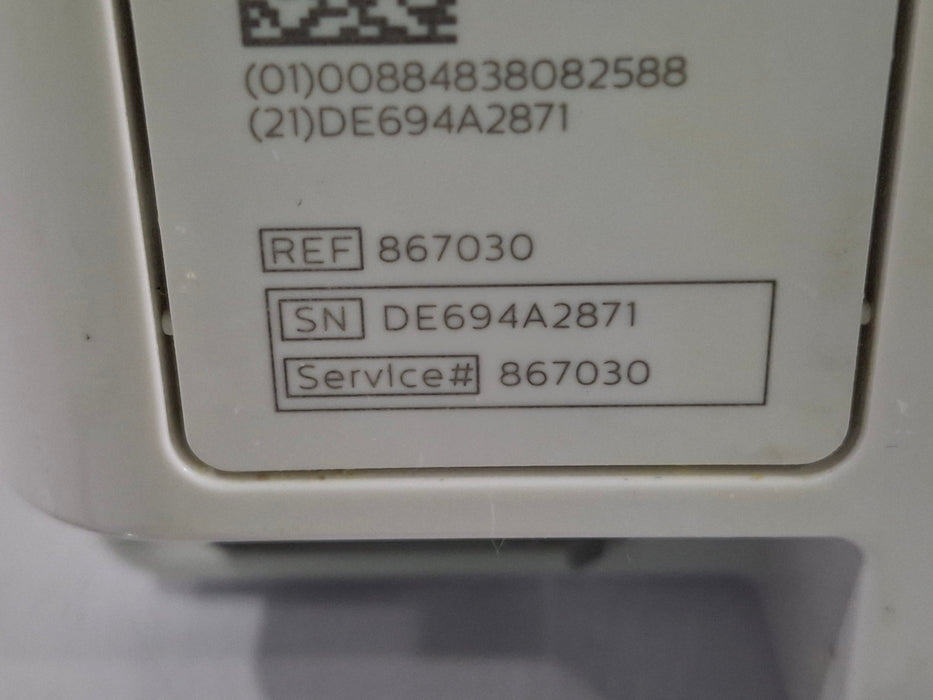 (01)00884838082588
(21)DE694A2871
REF 867030
SN DE694A2871
Service# 867030